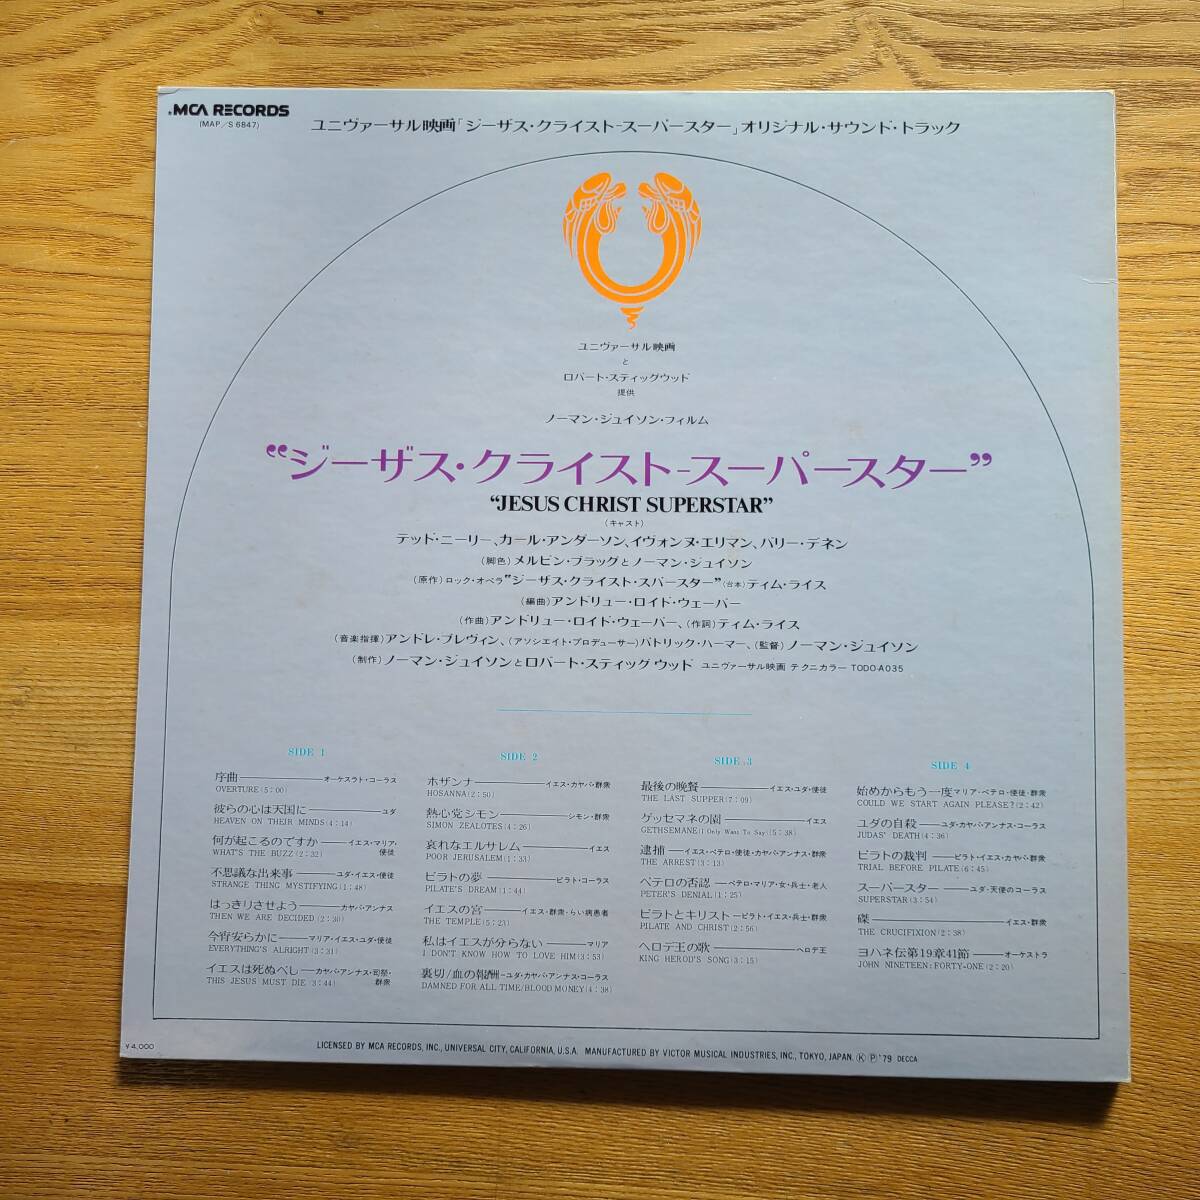 MCA RECORDS
(MAP/S 6847)
ユニヴァーサル映画「ジーザス・クライスト-スーパースター」オリジナル・サウンド・トラック
ユニヴァーサル映画
と
ロバート・スティッグウッド
提供
ノーマン・ジュイソン・フィルム
“ジーザス・クライスト-スーパースター”
“JESUS CHRIST SUPERSTAR”
(キャスト)
テッド・ニーリー、カール・アンダーソン、イヴォンヌ・エリマン、バリー・デネン
(脚色)メルビン・ブラッグとノーマン・ジュイソン
(原作)ロック・オペラ“ジーザス・クライスト・スパースター”(台本)ティム・ライス
(編曲)アンドリュー・ロイド・ウェーバー
(作曲)アンドリュー・ロイド・ウェーバー、(作詞)ティム・ライス
(音楽指揮)アンドレ・プレヴィン、(アソシエイト・プロデューサー)パトリック・ハーマー、(監督)ノーマン・ジュイソン
(制作)ノーマン・ジュイソンとロバート・スティッグウッド ユニヴァーサル映画 テクニカラー TODO-A035
SIDE 1
序曲 オーケスラト・コーラス
OVERTURE(5:00)
彼らの心は天国に ユダ
HEAVEN ON THEIR MINDS(4:14)
何が起こるのですか イエス・マリア・
WHAT'S THE BUZZ(2:32) 使徒
不思議な出来事 ユダ・イエス・使徒
STRANGE THING MYSTIFYING(1:48)
はっきりさせよう カヤパ・アンナス
THEN WE ARE DECIDED(2:30)
今宵安らかに マリア・イエス・ユダ・使徒
EVERYTHING'S ALRIGHT(3:31)
イエスは死ぬべし カヤパ・アンナス・司祭・
THIS JESUS MUST DIE(3:44) 群衆
SIDE 2
ホザンナ イエス・カヤパ・群衆
HOSANNA(2:50)
熱心党シモン シモン・群衆
SIMON ZEALOTES(4:26)
哀れなエルサレム イエス
POOR JERUSALEM(1:33)
ピラトの夢 ピラト・コーラス
PILATE'S DREAM(1:44)
イエスの宮 イエス・群衆・らい病患者
THE TEMPLE(5:23)
私はイエスが分らない マリア
I DON'T KNOW HOW TO LOVE HIM(3:53)
裏切/血の報酬 ユダ・カヤパ・アンナス・コーラス
DAMNED FOR ALL TIME/BLOOD MONEY(4:38)
SIDE 3
最後の晩餐 イエス・ユダ・使徒
THE LAST SUPPER(7:09)
ゲッセマネの園 イエス
GETHSEMANE(I Only Want To Say)(5:38)
逮捕 イエス・ペテロ・使徒・カヤパ・アンナス・群衆
THE ARREST(3:13)
ペテロの否認 ペテロ・マリア・女・兵士・老人
PETER'S DENIAL(1:25)
ピラトとキリスト ピラト・イエス・兵士・群衆
PILATE AND CHRIST(2:56)
ヘロデ王の歌 ヘロデ王
KING HEROD'S SONG(3:15)
SIDE 4
始めからもう一度 マリア・ペテロ・使徒・群衆
COULD WE START AGAIN PLEASE?(2:42)
ユダの自殺 ユダ・カヤパ・アンナス・コーラス
JUDAS' DEATH(4:36)
ピラトの裁判 ピラト・イエス・カヤパ・群衆
TRIAL BEFORE PILATE(6:45)
スーパースター ユダ・天使のコーラス
SUPERSTAR(3:54)
磔 イエス・群衆
THE CRUCIFIXION(2:38)
ヨハネ伝第19章41節 オーケストラ
JOHN NINETEEN:FORTY-ONE(2:20)
¥4,000
LICENSED BY MCA RECORDS, INC., UNIVERSAL CITY, CALIFORNIA, U.S.A. MANUFACTURED BY VICTOR MUSICAL INDUSTRIES, INC., TOKYO, JAPAN. Ⓚ Ⓟ '79 DECCA